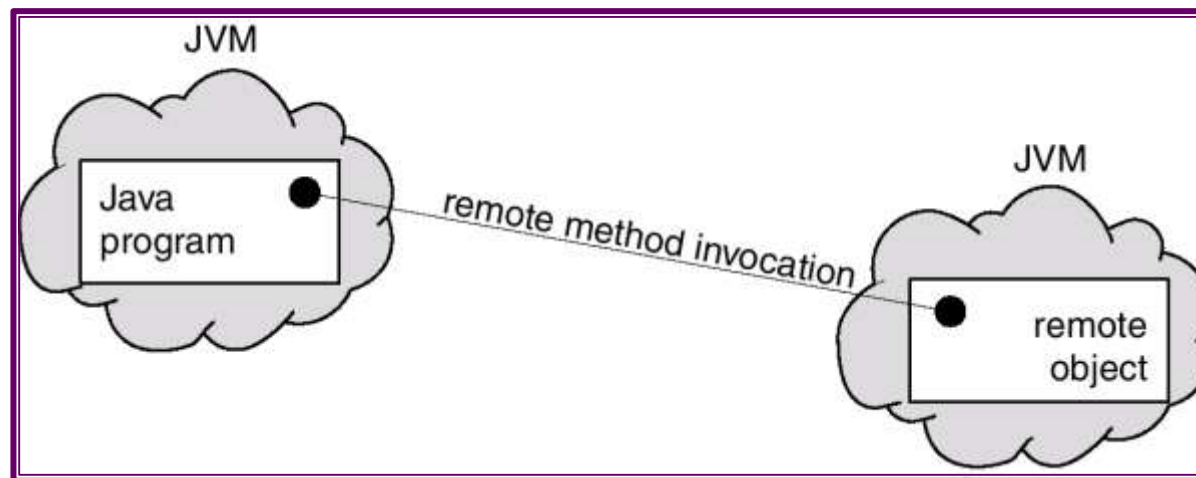 JVM
Java
program
remote method invocation
JVM
remote
object